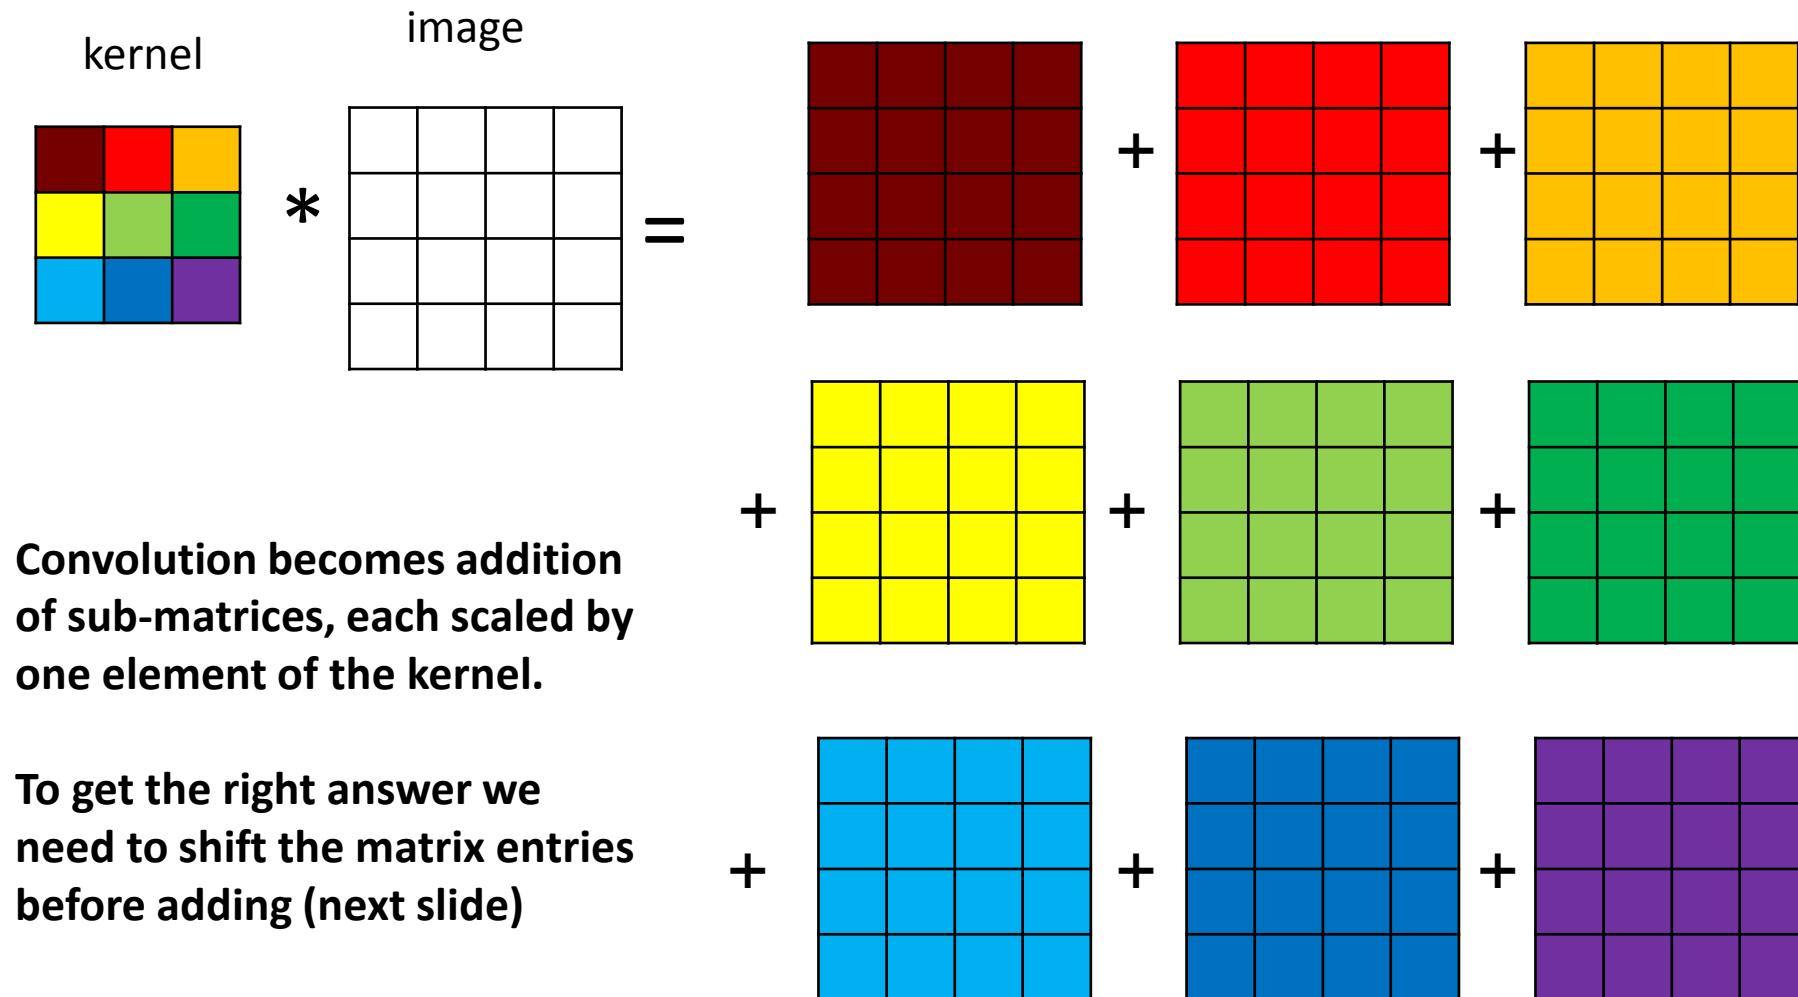 kernel
image
*
=
+
+
+
+
+
+
+
+
Convolution becomes addition
of sub-matrices, each scaled by
one element of the kernel.
To get the right answer we
need to shift the matrix entries
before adding (next slide)